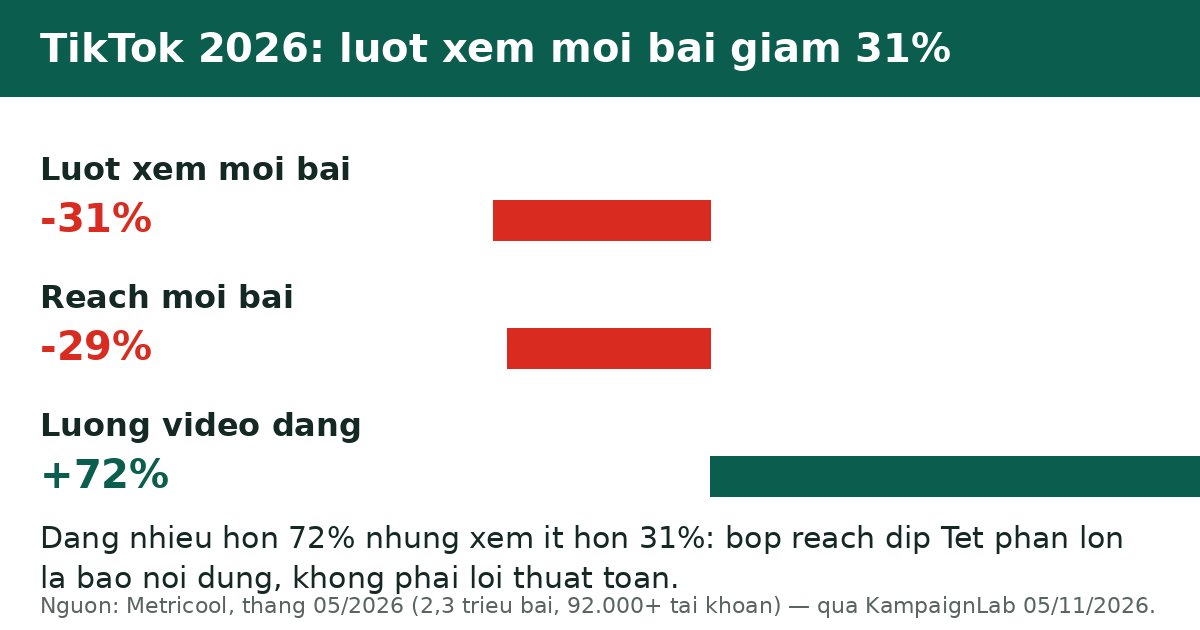 TikTok 2026: luot xem moi bai giam 31%
Luot xem moi bai
-31%
Reach moi bai
-29%
Luong video dang
+72%
Dang nhieu hon 72% nhung xem it hon 31%: bop reach dip Tet phan lon
la bao noi dung, khong phai loi thuat toan.
Nguon: Metricool, thang 05/2026 (2,3 trieu bai, 92.000+ tai khoan) — qua KampaignLab 05/11/2026.